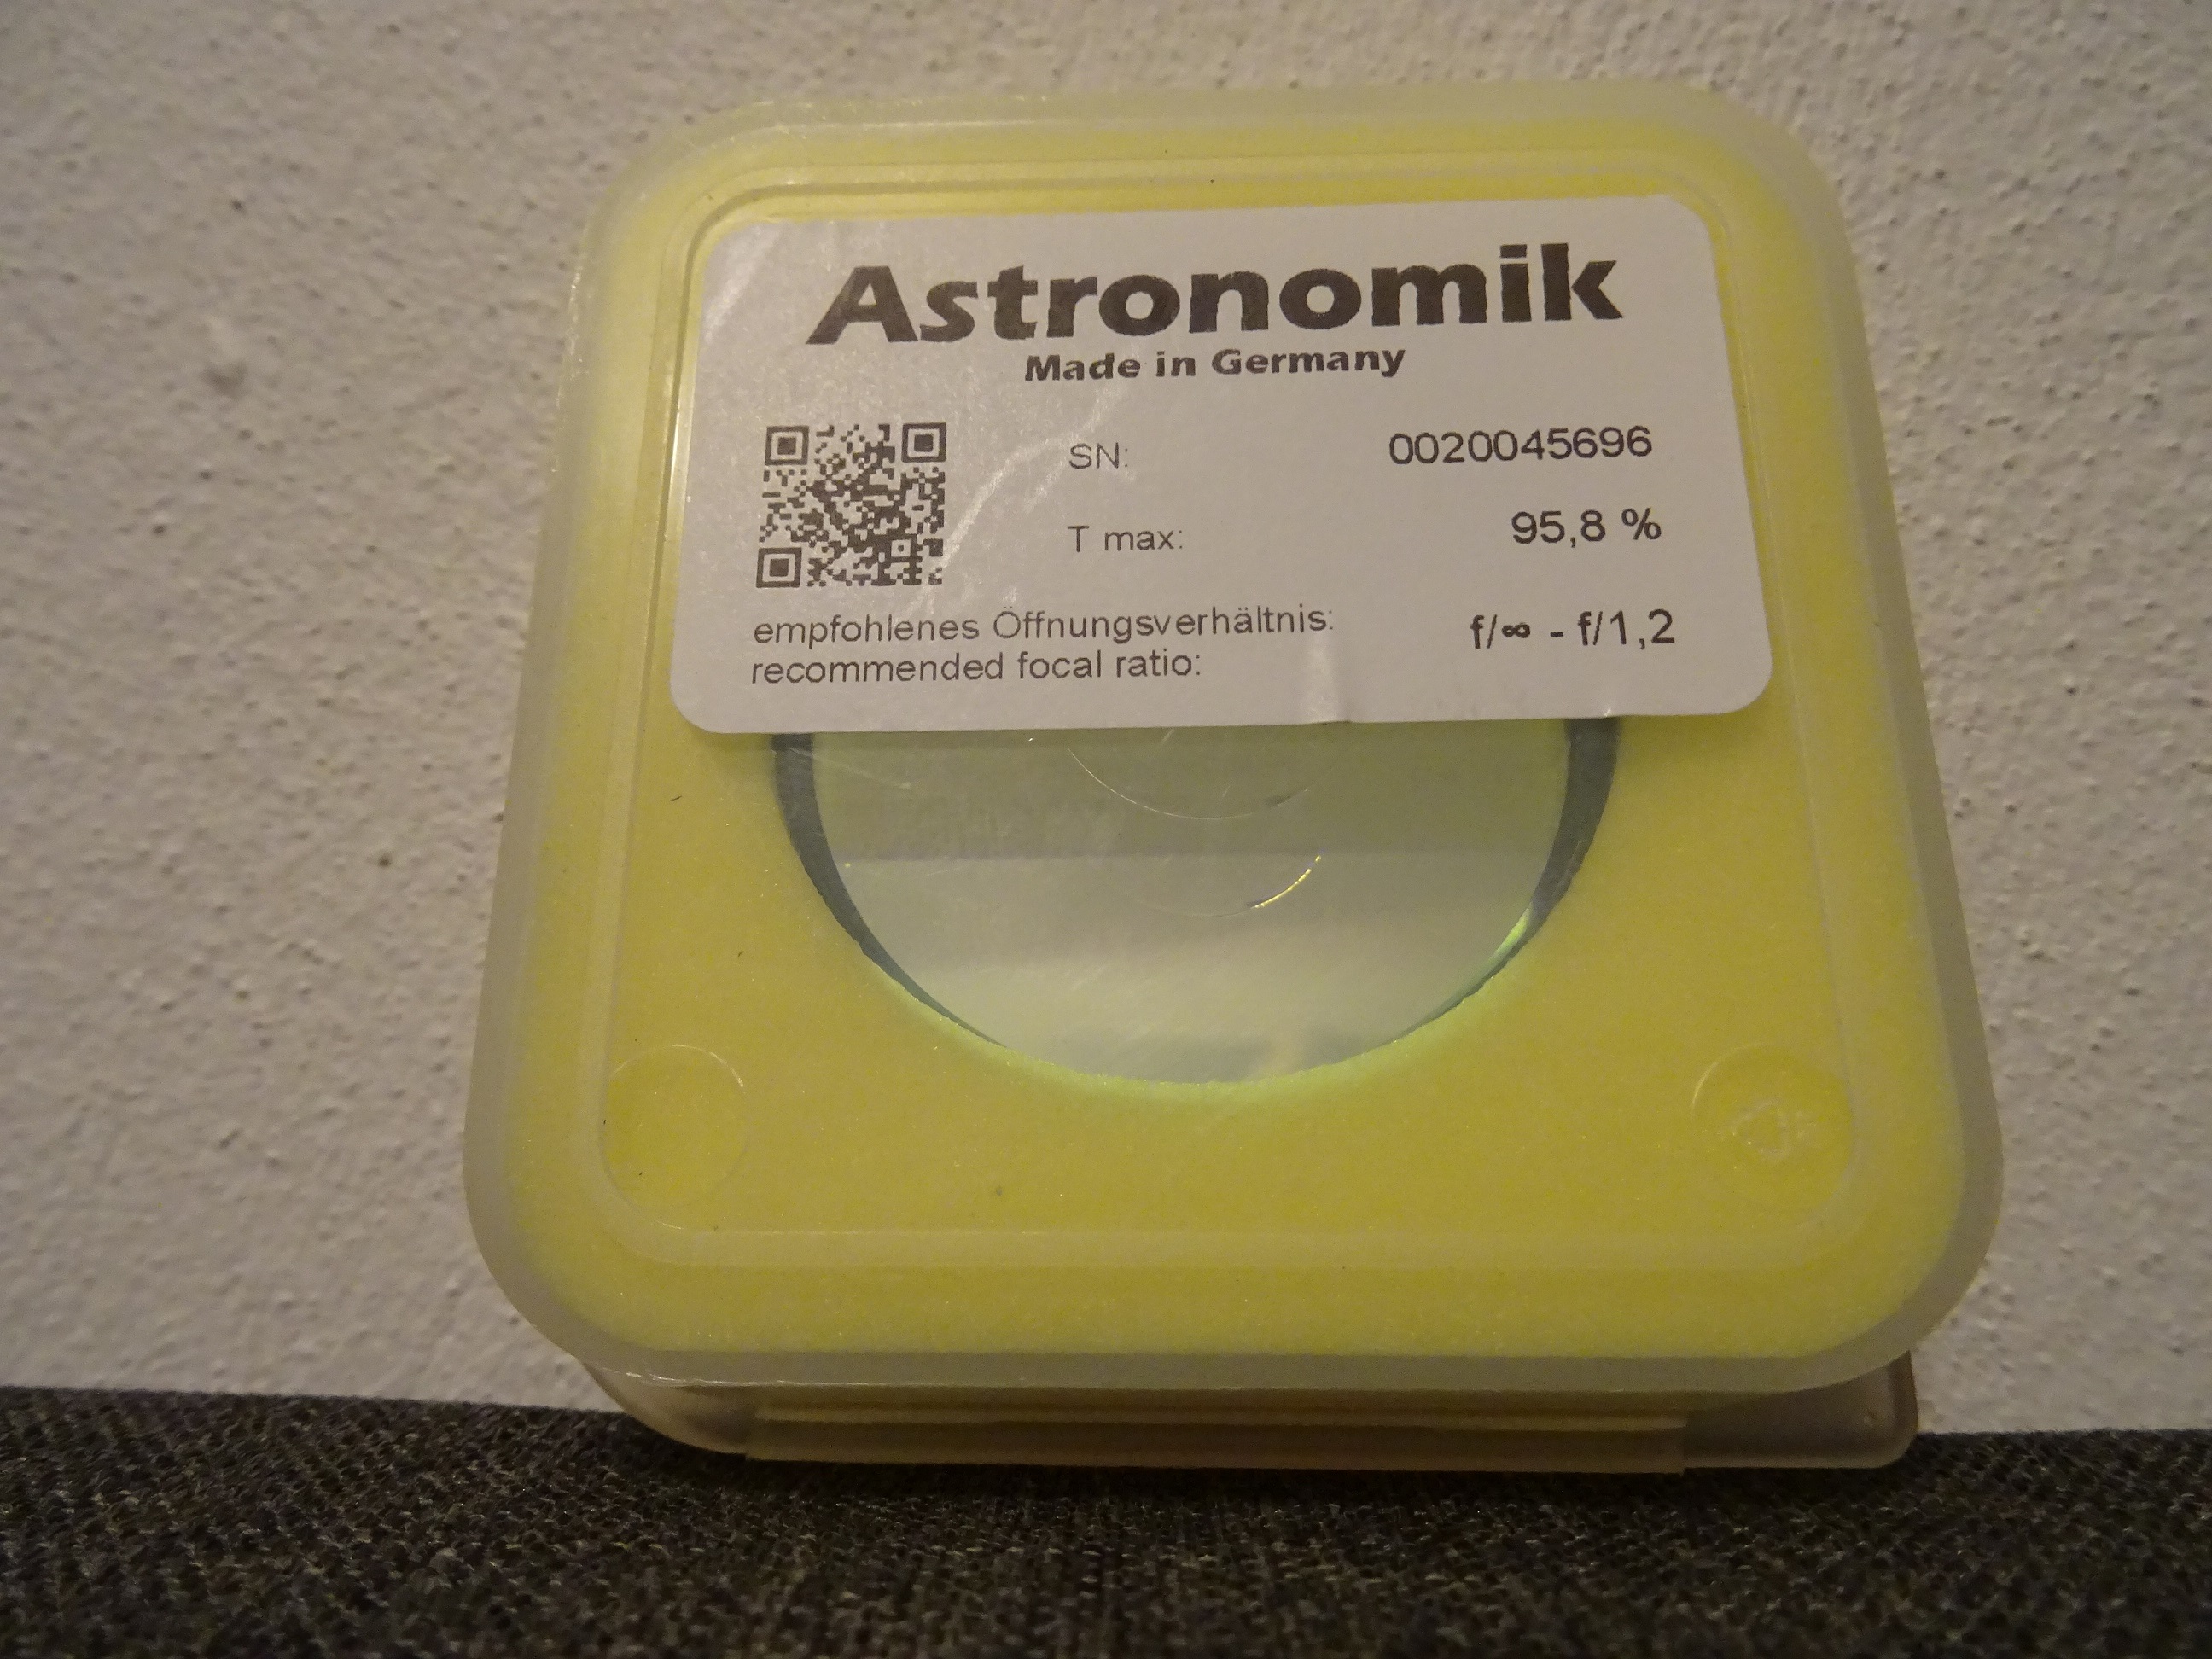 Astronomik
Made in Germany
SN: 0020045696
T max: 95,8 %
empfohlenes Öffnungsverhältnis: f/∞ - f/1,2
recommended focal ratio: